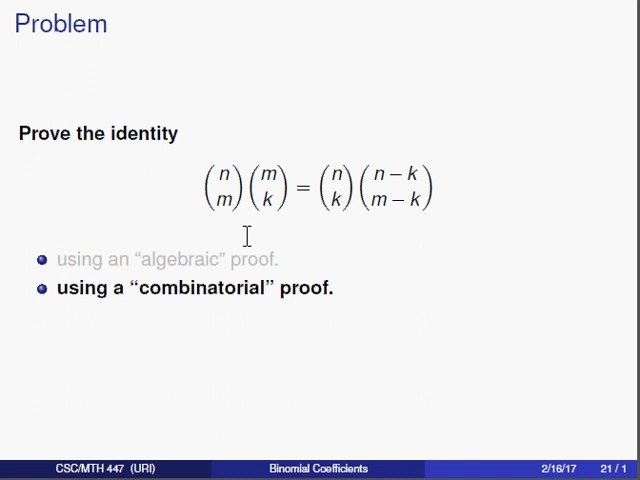 Problem
Prove the identity
(n m)(m k) = (n k)(n − k m − k)
using an “algebraic” proof.
using a “combinatorial” proof.
CSC/MTH 447 (URI) Binomial Coefficients 2/16/17 21 / 1